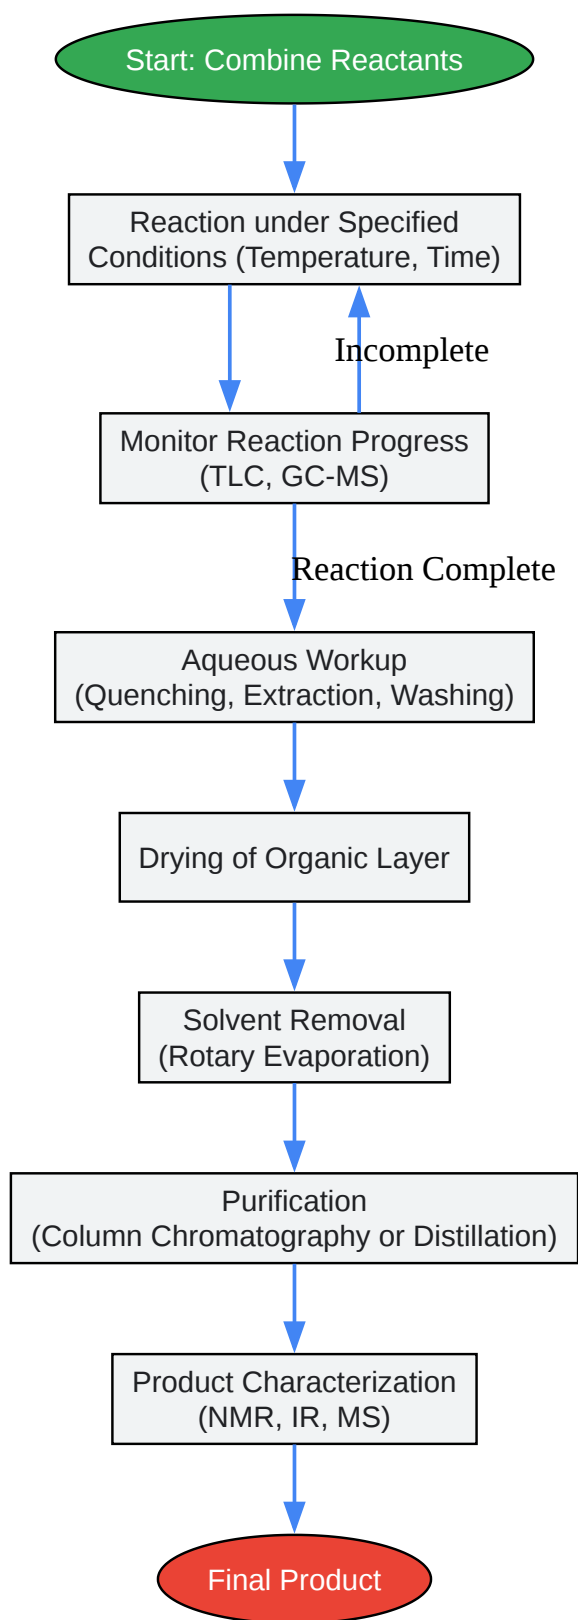 Start: Combine Reactants
Reaction under Specified
Conditions (Temperature, Time)
Incomplete
Monitor Reaction Progress
(TLC, GC-MS)
Reaction Complete
Aqueous Workup
(Quenching, Extraction, Washing)
Drying of Organic Layer
Solvent Removal
(Rotary Evaporation)
Purification
(Column Chromatography or Distillation)
Product Characterization
(NMR, IR, MS)
Final Product